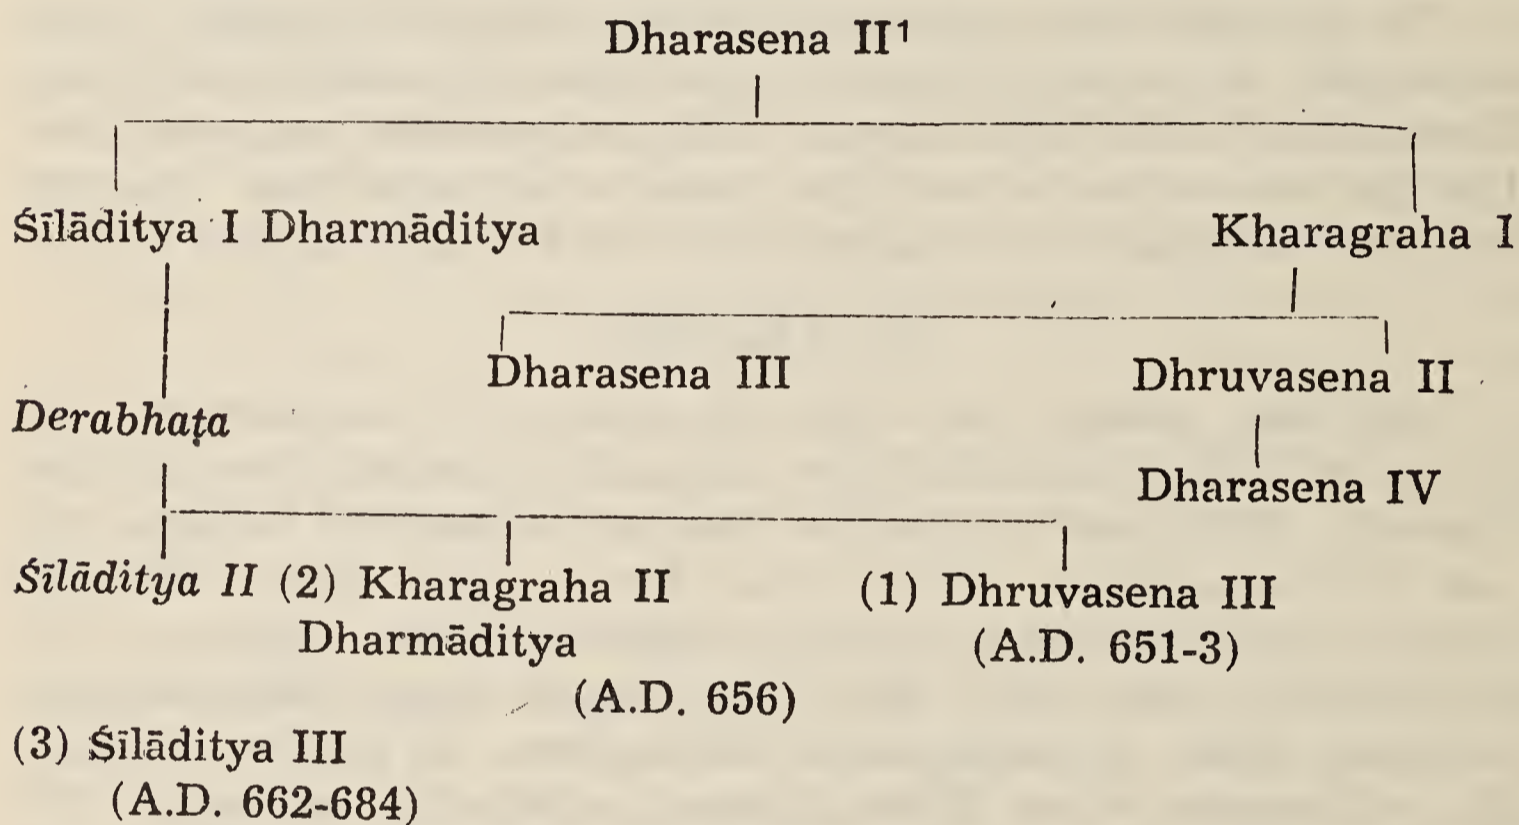 Dharasena II¹
Śīlāditya I Dharmāditya Kharagraha I
Dharasena III Dhruvasena II
Derabhaṭa
Dharasena IV
Śīlāditya II (2) Kharagraha II (1) Dhruvasena III
Dharmāditya (A.D. 651-3)
(A.D. 656)
(3) Śīlāditya III
(A.D. 662-684)